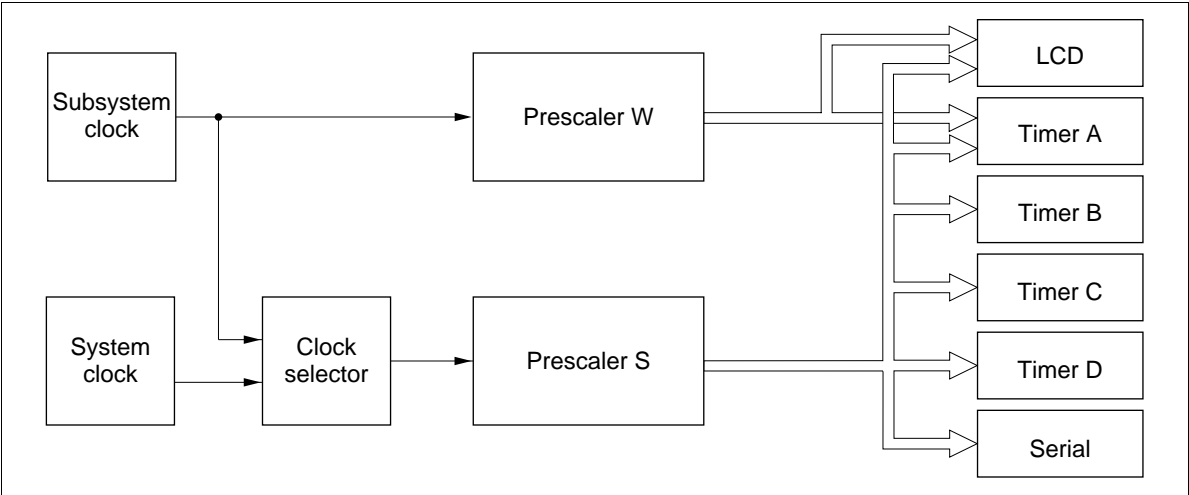 Subsystem
clock
Prescaler W
LCD
Timer A
Timer B
Timer C
System
clock
Clock
selector
Prescaler S
Timer D
Serial